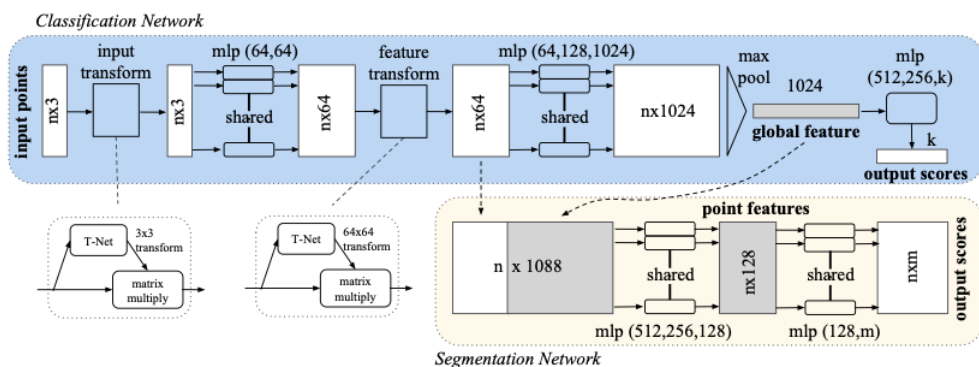 Classification Network
input points
nx3
input
transform
nx3
mlp (64,64)
shared
nx64
feature
transform
nx64
mlp (64,128,1024)
shared
nx1024
max
pool
1024
global feature
mlp
(512,256,k)
k
output scores
T-Net
3x3
transform
matrix
multiply
T-Net
64x64
transform
matrix
multiply
point features
n x 1088
shared
mlp (512,256,128)
nx128
shared
mlp (128,m)
nxm
output scores
Segmentation Network